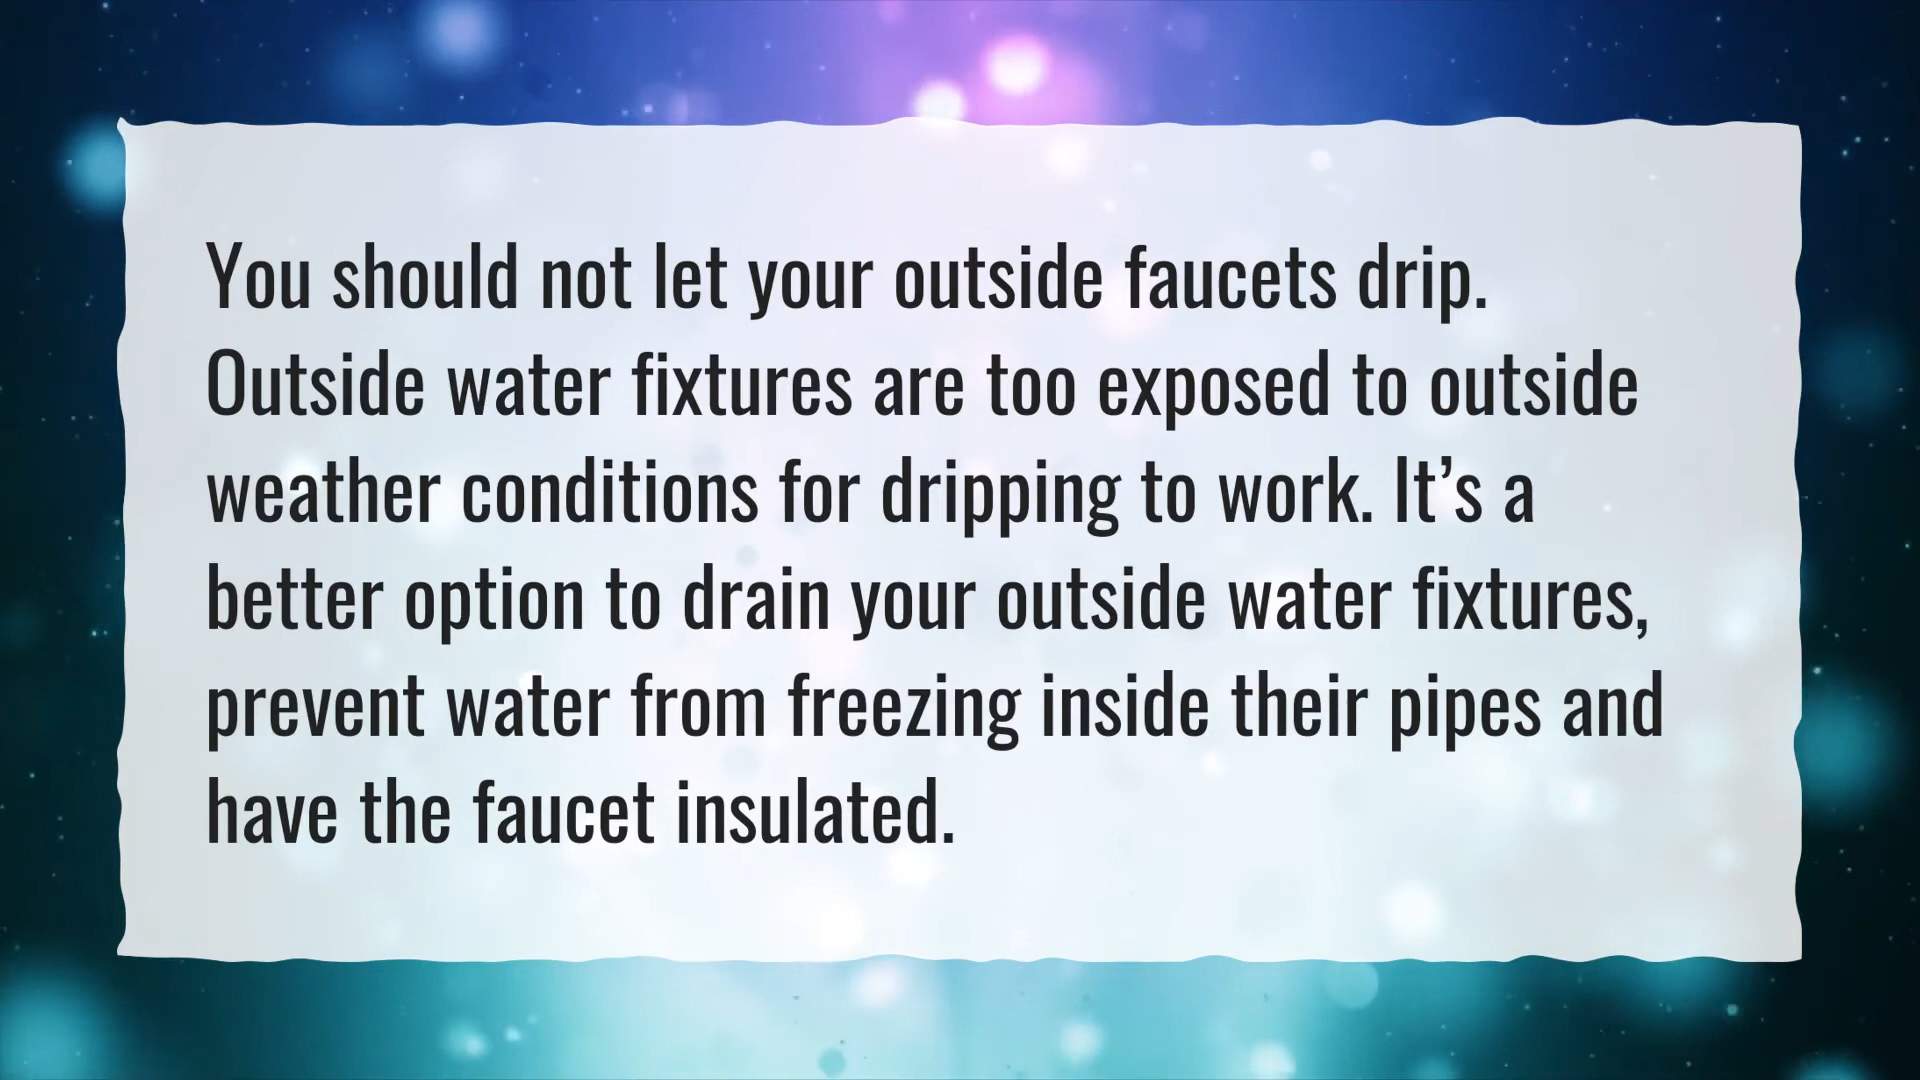 You should not let your outside faucets drip.
Outside water fixtures are too exposed to outside
weather conditions for dripping to work. It’s a
better option to drain your outside water fixtures,
prevent water from freezing inside their pipes and
have the faucet insulated.